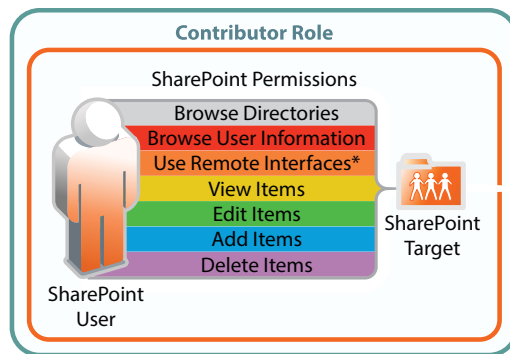 Contributor Role
SharePoint Permissions
Browse Directories
Browse User Information
Use Remote Interfaces*
View Items
Edit Items
Add Items
Delete Items
SharePoint
User
SharePoint
Target